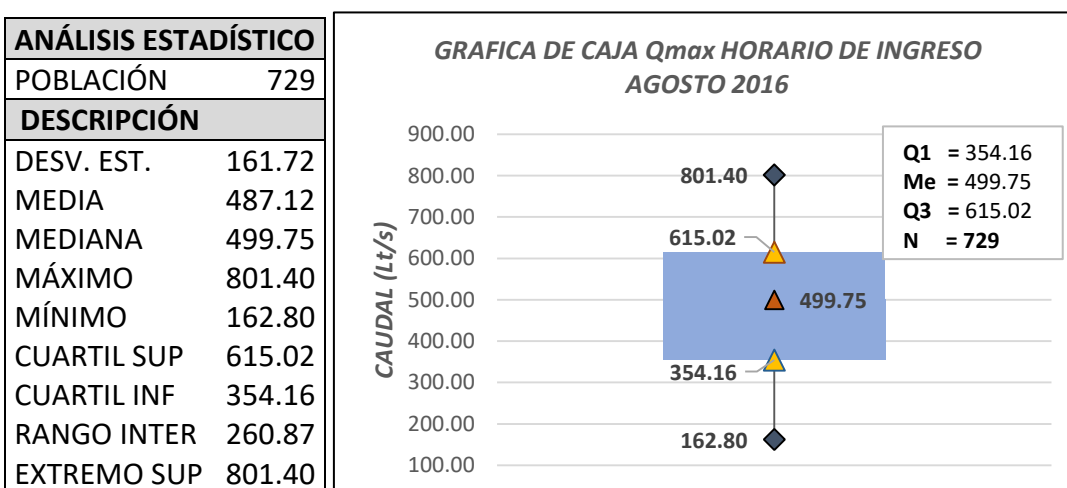 ANÁLISIS ESTADÍSTICO
POBLACIÓN 729
DESCRIPCIÓN
DESV. EST. 161.72
MEDIA 487.12
MEDIANA 499.75
MÁXIMO 801.40
MÍNIMO 162.80
CUARTIL SUP 615.02
CUARTIL INF 354.16
RANGO INTER 260.87
EXTREMO SUP 801.40
GRAFICA DE CAJA Qmax HORARIO DE INGRESO
AGOSTO 2016
CAUDAL (Lt/s)
900.00
800.00
700.00
600.00
500.00
400.00
300.00
200.00
100.00
801.40
615.02
499.75
354.16
162.80
Q1 = 354.16
Me = 499.75
Q3 = 615.02
N = 729